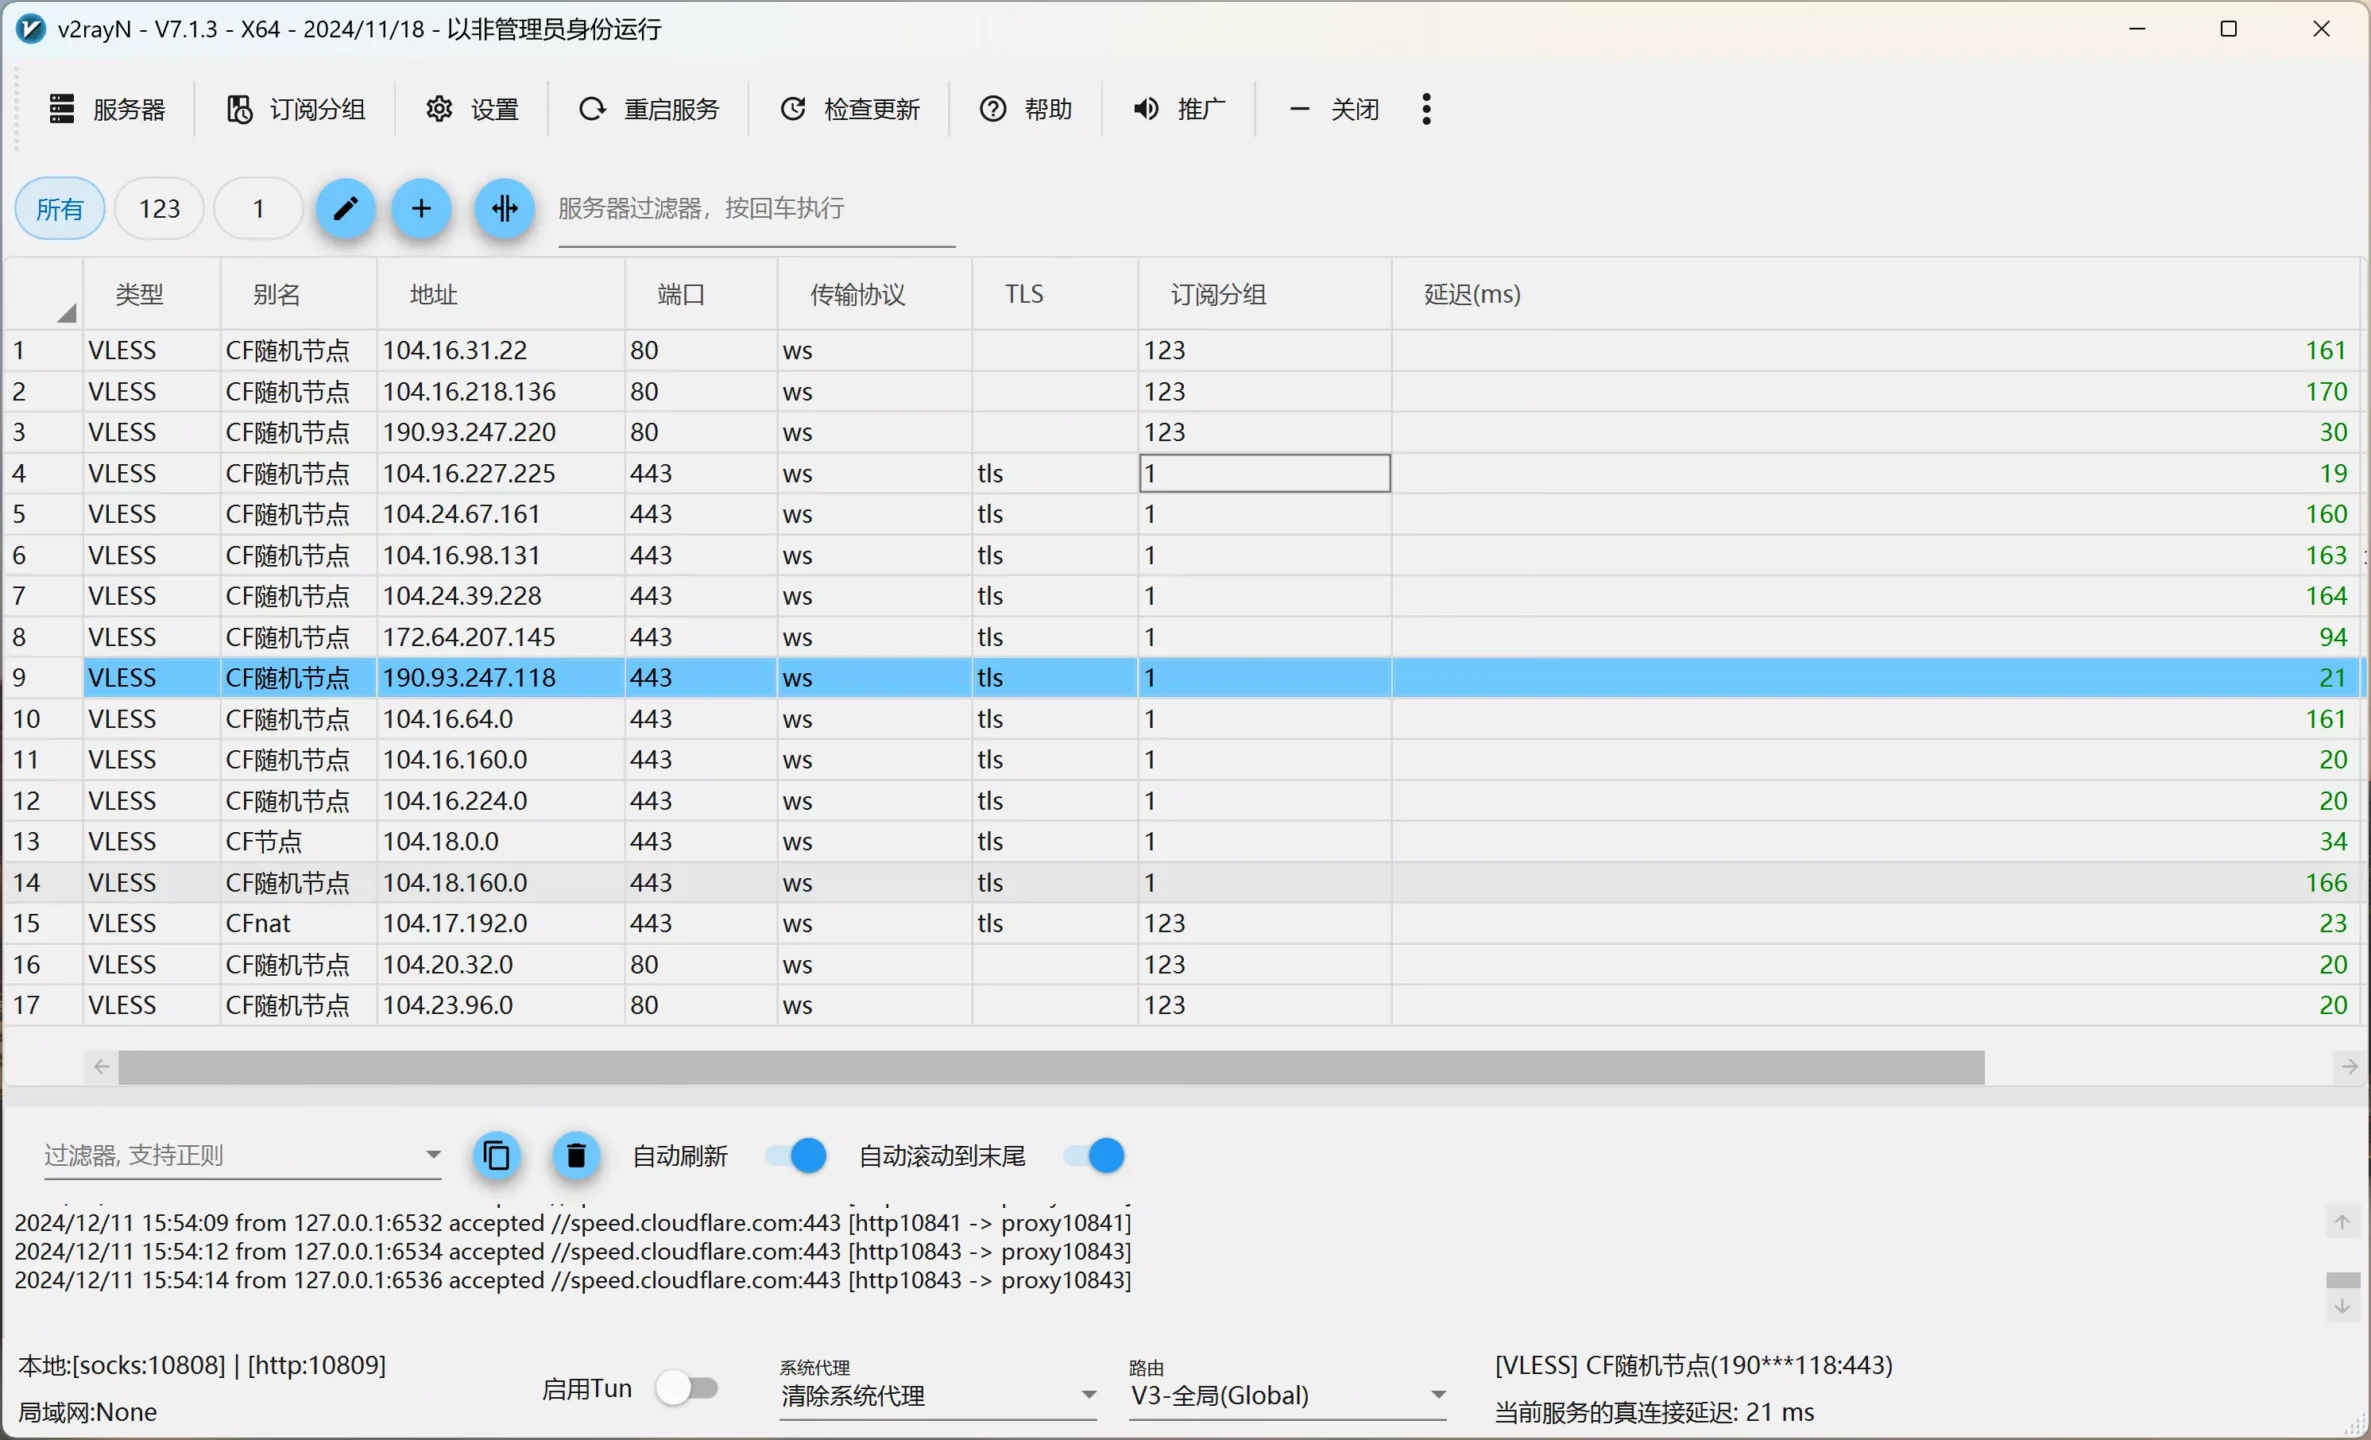 v2rayN - V7.1.3 - X64 - 2024/11/18 - 以非管理员身份运行
服务器 订阅分组 设置 重启服务 检查更新 帮助 推广 关闭
所有 123 1 服务器过滤器，按回车执行
类型 别名 地址 端口 传输协议 TLS 订阅分组 延迟(ms)
1 VLESS CF随机节点 104.16.31.22 80 ws 123 161
2 VLESS CF随机节点 104.16.218.136 80 ws 123 170
3 VLESS CF随机节点 190.93.247.220 80 ws 123 30
4 VLESS CF随机节点 104.16.227.225 443 ws tls 1 19
5 VLESS CF随机节点 104.24.67.161 443 ws tls 1 160
6 VLESS CF随机节点 104.16.98.131 443 ws tls 1 163
7 VLESS CF随机节点 104.24.39.228 443 ws tls 1 164
8 VLESS CF随机节点 172.64.207.145 443 ws tls 1 94
9 VLESS CF随机节点 190.93.247.118 443 ws tls 1 21
10 VLESS CF随机节点 104.16.64.0 443 ws tls 1 161
11 VLESS CF随机节点 104.16.160.0 443 ws tls 1 20
12 VLESS CF随机节点 104.16.224.0 443 ws tls 1 20
13 VLESS CF节点 104.18.0.0 443 ws tls 1 34
14 VLESS CF随机节点 104.18.160.0 443 ws tls 1 166
15 VLESS CFnat 104.17.192.0 443 ws tls 123 23
16 VLESS CF随机节点 104.20.32.0 80 ws 123 20
17 VLESS CF随机节点 104.23.96.0 80 ws 123 20
过滤器, 支持正则 自动刷新 自动滚动到末尾
2024/12/11 15:54:09 from 127.0.0.1:6532 accepted //speed.cloudflare.com:443 [http10841 -> proxy10841]
2024/12/11 15:54:12 from 127.0.0.1:6534 accepted //speed.cloudflare.com:443 [http10843 -> proxy10843]
2024/12/11 15:54:14 from 127.0.0.1:6536 accepted //speed.cloudflare.com:443 [http10843 -> proxy10843]
本地:[socks:10808] | [http:10809]
局域网:None
启用Tun
系统代理
清除系统代理
路由
V3-全局(Global)
[VLESS] CF随机节点(190***118:443)
当前服务的真连接延迟: 21 ms